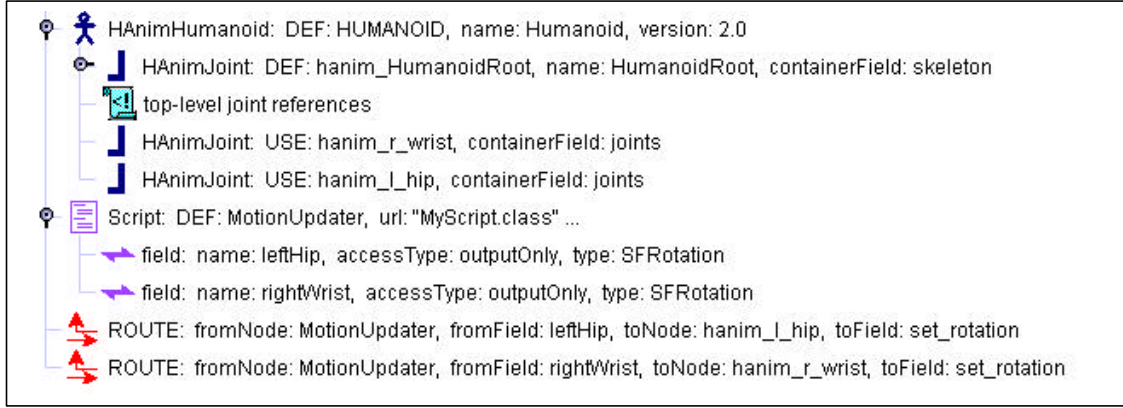 HAnimHumanoid: DEF: HUMANOID, name: Humanoid, version: 2.0
HAnimJoint: DEF: hanim_HumanoidRoot, name: HumanoidRoot, containerField: skeleton
<! top-level joint references
HAnimJoint: USE: hanim_r_wrist, containerField: joints
HAnimJoint: USE: hanim_l_hip, containerField: joints
Script: DEF: MotionUpdater, url: "MyScript.class" ...
field: name: leftHip, accessType: outputOnly, type: SFRotation
field: name: rightWrist, accessType: outputOnly, type: SFRotation
ROUTE: fromNode: MotionUpdater, fromField: leftHip, toNode: hanim_l_hip, toField: set_rotation
ROUTE: fromNode: MotionUpdater, fromField: rightWrist, toNode: hanim_r_wrist, toField: set_rotation